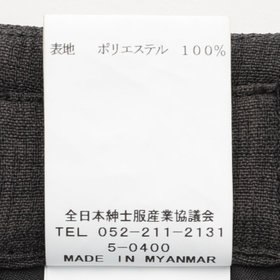 表地　ポリエステル　100%
全日本紳士服産業協議会
TEL 052-211-2131
5-0400
MADE IN MYANMAR